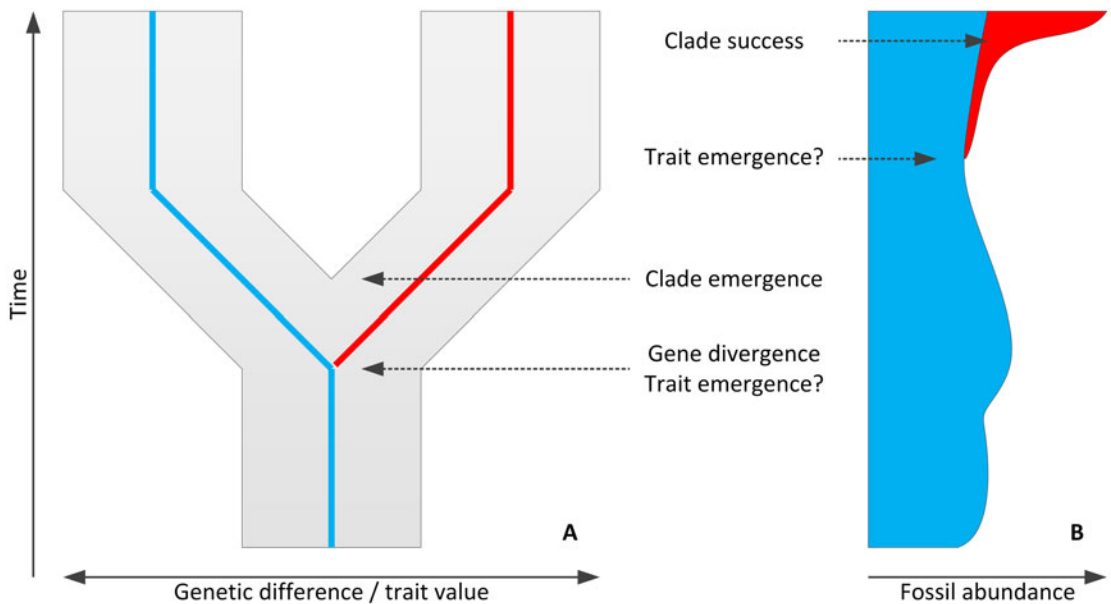 Time
Clade success
Trait emergence?
Clade emergence
Gene divergence
Trait emergence?
A
B
Genetic difference / trait value
Fossil abundance